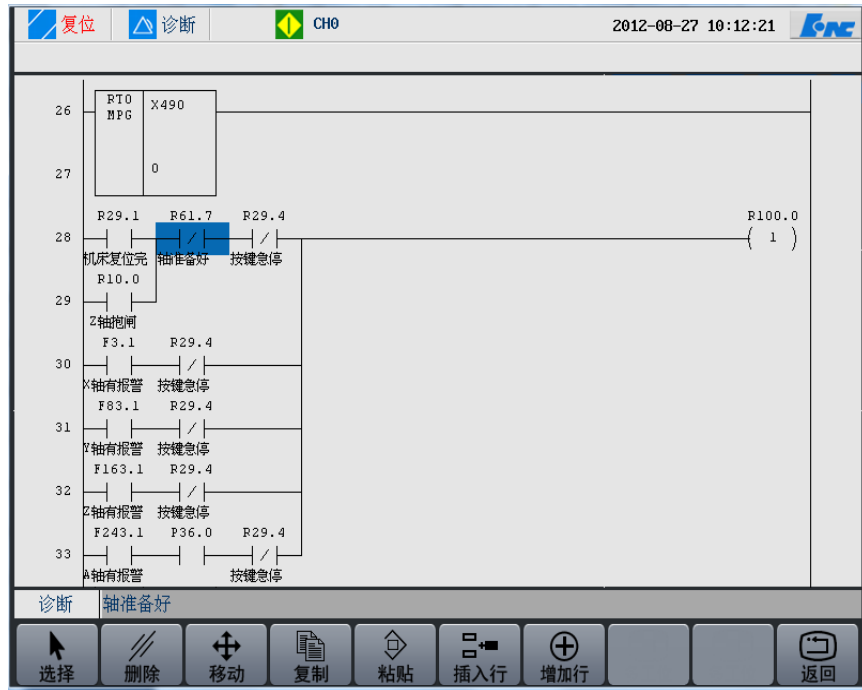 复位 诊断 CH0 2012-08-27 10:12:21 HNC
26 RTO X490
MPG
27 0
R29.1 R61.7 R29.4 R100.0
28 / / ( 1 )
机床复位完 轴准备好 按键急停
R10.0
29
Z轴抱闸
F3.1 R29.4
30 /
X轴有报警 按键急停
F83.1 R29.4
31 /
Y轴有报警 按键急停
F163.1 R29.4
32 /
Z轴有报警 按键急停
F243.1 P36.0 R29.4
33 /
A轴有报警 按键急停
诊断 轴准备好
选择 删除 移动 复制 粘贴 插入行 增加行 返回